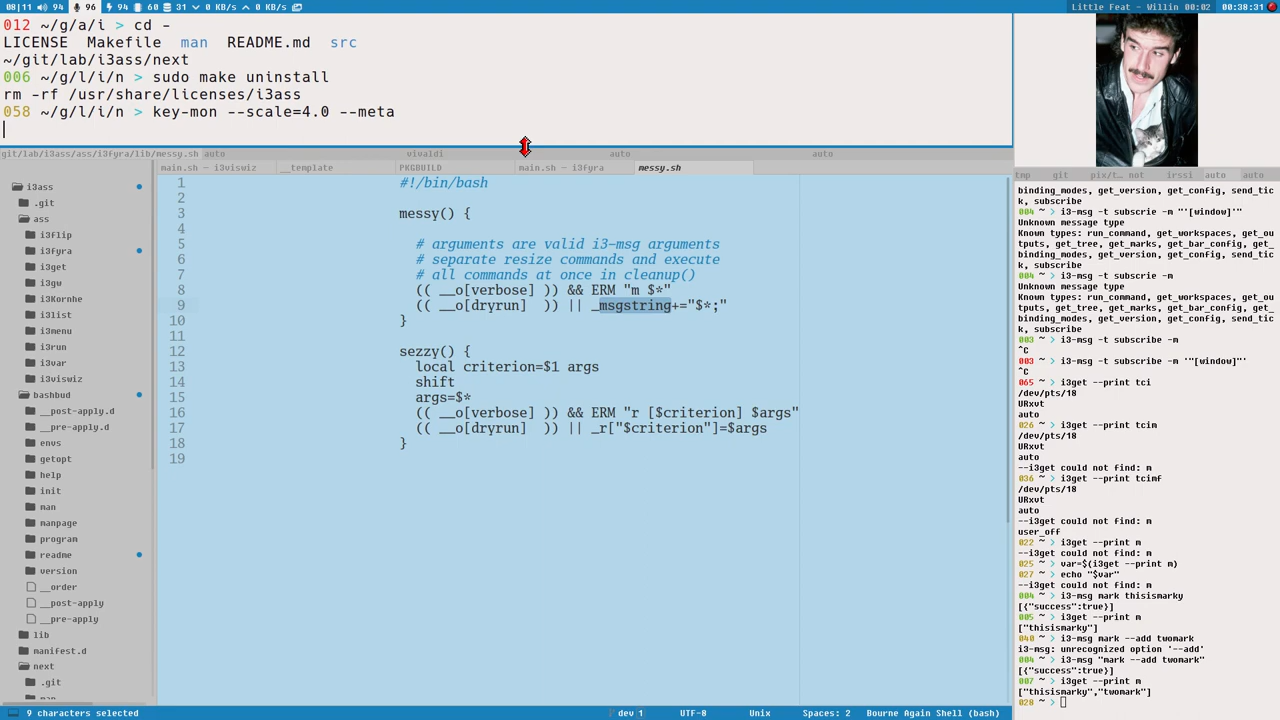 08|11 94 96 94 60 31 0 KB/s 0 KB/s
Little Feat - Willin 00:02 00:38:31
012 ~/g/a/i > cd -
LICENSE Makefile man README.md src
~/git/lab/i3ass/next
006 ~/g/l/i/n > sudo make uninstall
rm -rf /usr/share/licenses/i3ass
058 ~/g/l/i/n > key-mon --scale=4.0 --meta
git/lab/i3ass/ass/i3fyra/lib/messy.sh auto vivaldi auto auto
main.sh — i3viswiz __template PKGBUILD main.sh — i3fyra messy.sh
i3ass
.git
ass
i3flip
i3fyra
i3get
i3gw
i3Kornhe
i3list
i3menu
i3run
i3var
i3viswiz
bashbud
__post-apply.d
__pre-apply.d
envs
getopt
help
init
man
manpage
program
readme
version
__order
__post-apply
__pre-apply
lib
manifest.d
next
.git
man
1 #!/bin/bash
2
3 messy() {
4
5 # arguments are valid i3-msg arguments
6 # separate resize commands and execute
7 # all commands at once in cleanup()
8 (( __o[verbose] )) && ERM "m $*"
9 (( __o[dryrun]  )) || _msgstring+="$*;"
10 }
11
12 sezzy() {
13 local criterion=$1 args
14 shift
15 args=$*
16 (( __o[verbose] )) && ERM "r [$criterion] $args"
17 (( __o[dryrun]  )) || _r["$criterion"]=$args
18 }
19
tmp git pix/t… not irssi auto auto
binding_modes, get_version, get_config, send_tic
k, subscribe
004 ~ > i3-msg -t subscrie -m "'[window]'"
Unknown message type
Known types: run_command, get_workspaces, get_ou
tputs, get_tree, get_marks, get_bar_config, get_
binding_modes, get_version, get_config, send_tic
k, subscribe
004 ~ > i3-msg -t subscrie -m
Unknown message type
Known types: run_command, get_workspaces, get_ou
tputs, get_tree, get_marks, get_bar_config, get_
binding_modes, get_version, get_config, send_tic
k, subscribe
003 ~ > i3-msg -t subscribe -m
^C
003 ~ > i3-msg -t subscribe -m '"[window]"'
^C
065 ~ > i3get --print tci
/dev/pts/18
URxvt
auto
026 ~ > i3get --print tcim
/dev/pts/18
URxvt
auto
--i3get could not find: m
036 ~ > i3get --print tcimf
/dev/pts/18
URxvt
auto
--i3get could not find: m
user_off
022 ~ > i3get --print m
--i3get could not find: m
025 ~ > var=$(i3get --print m)
027 ~ > echo "$var"
--i3get could not find: m
004 ~ > i3-msg mark thisismarky
[{"success":true}]
005 ~ > i3get --print m
["thisismarky"]
040 ~ > i3-msg mark --add twomark
i3-msg: unrecognized option '--add'
004 ~ > i3-msg "mark --add twomark"
[{"success":true}]
007 ~ > i3get --print m
["thisismarky","twomark"]
028 ~ >
9 characters selected dev 1 UTF-8 Unix Spaces: 2 Bourne Again Shell (bash)